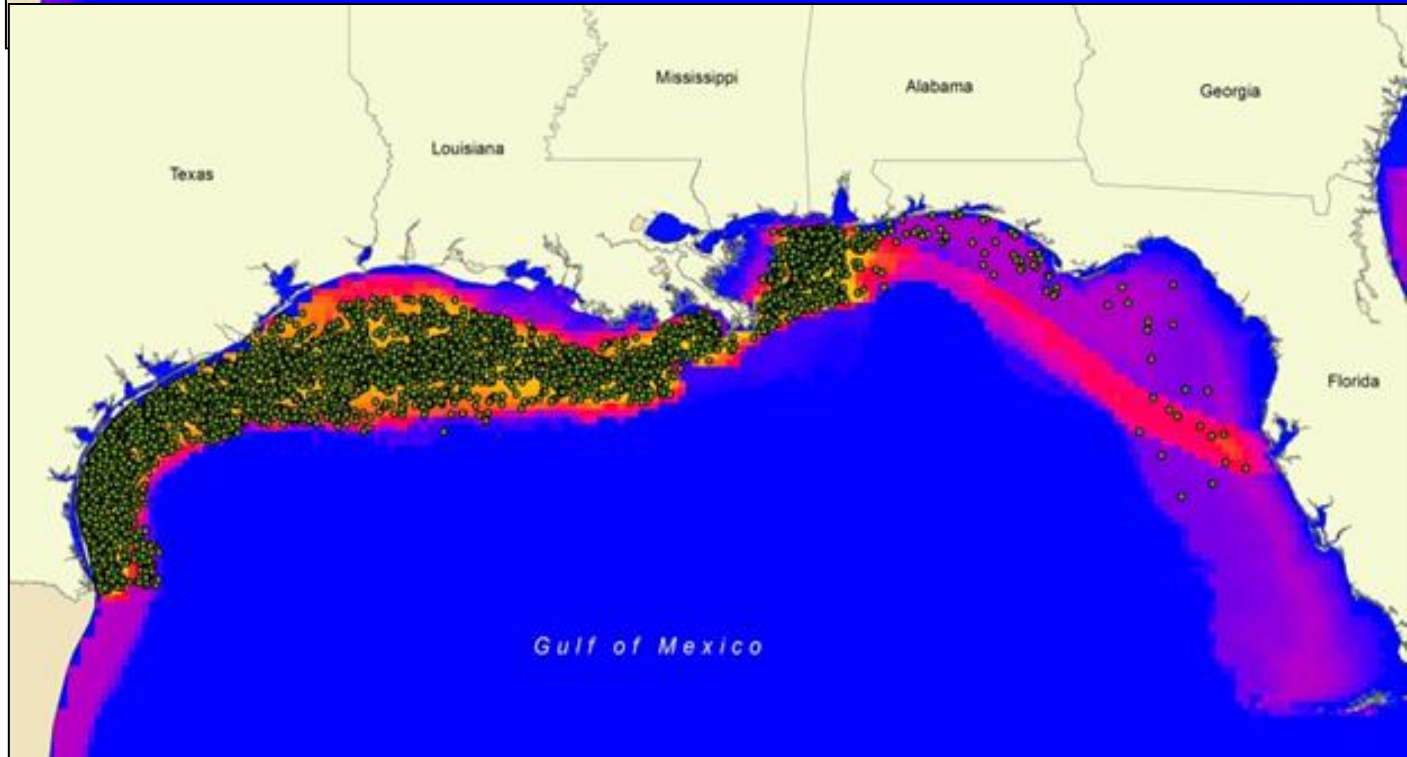 Mississippi
Alabama
Georgia
Louisiana
Texas
Florida
Gulf of Mexico